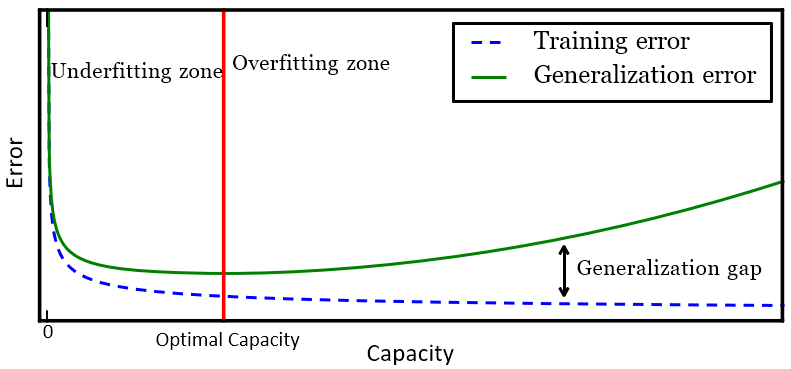 Training error
Generalization error
Underfitting zone
Overfitting zone
Error
Generalization gap
0
Optimal Capacity
Capacity